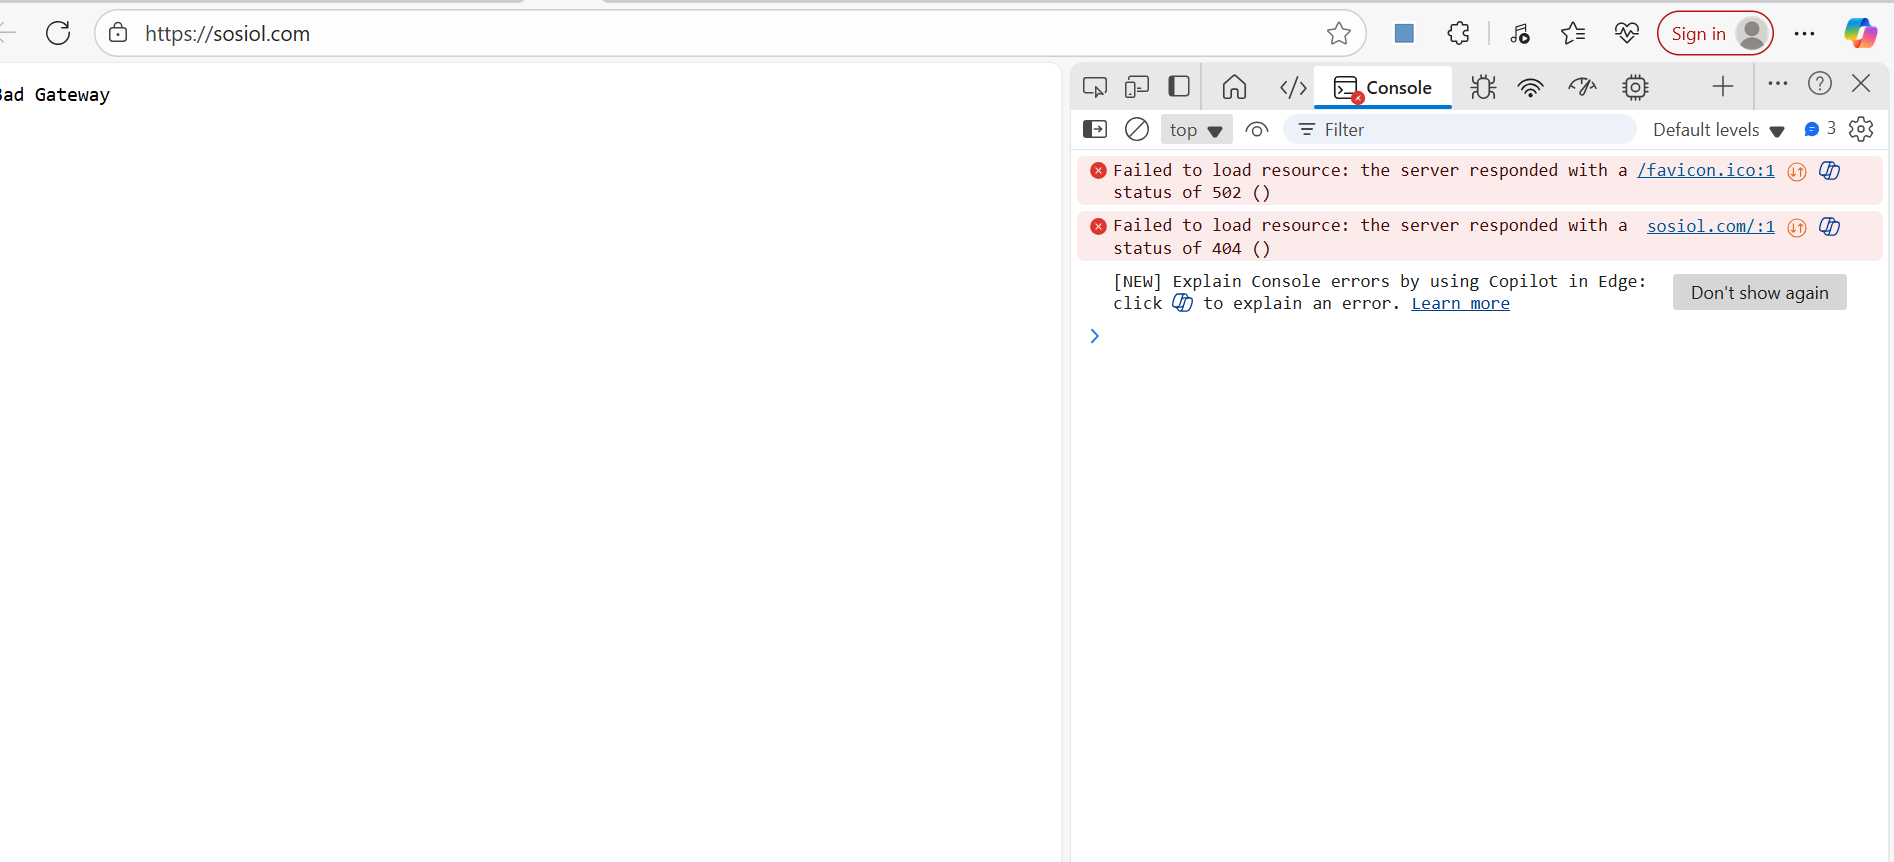 https://sosiol.com
Sign in
Bad Gateway
Console
top
Filter
Default levels
3
Failed to load resource: the server responded with a /favicon.ico:1
status of 502 ()
Failed to load resource: the server responded with a sosiol.com/:1
status of 404 ()
[NEW] Explain Console errors by using Copilot in Edge:
click to explain an error. Learn more
Don't show again